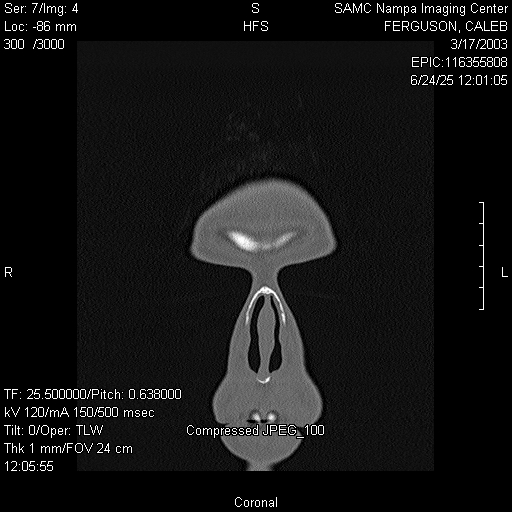 Ser: 7/Img: 4
Loc: -86 mm
300 /3000
S
HFS
SAMC Nampa Imaging Center
FERGUSON, CALEB
3/17/2003
EPIC:116355808
6/24/25 12:01:05
R
L
TF: 25.500000/Pitch: 0.638000
kV 120/mA 150/500 msec
Tilt: 0/Oper: TLW
Thk 1 mm/FOV 24 cm
12:05:55
Compressed JPEG_100
Coronal